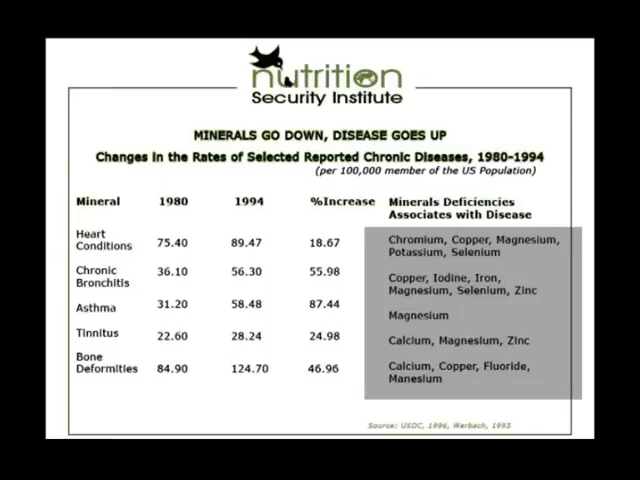 nutrition
Security Institute
MINERALS GO DOWN, DISEASE GOES UP
Changes in the Rates of Selected Reported Chronic Diseases, 1980-1994
(per 100,000 member of the US Population)
Mineral 1980 1994 %Increase Minerals Deficiencies
Associates with Disease
Heart
Conditions 75.40 89.47 18.67 Chromium, Copper, Magnesium,
Potassium, Selenium
Chronic
Bronchitis 36.10 56.30 55.98 Copper, Iodine, Iron,
Magnesium, Selenium, Zinc
Asthma 31.20 58.48 87.44 Magnesium
Tinnitus 22.60 28.24 24.98 Calcium, Magnesium, Zinc
Bone
Deformities 84.90 124.70 46.96 Calcium, Copper, Fluoride,
Manesium
Source: USDC, 1996, Werbach, 1993